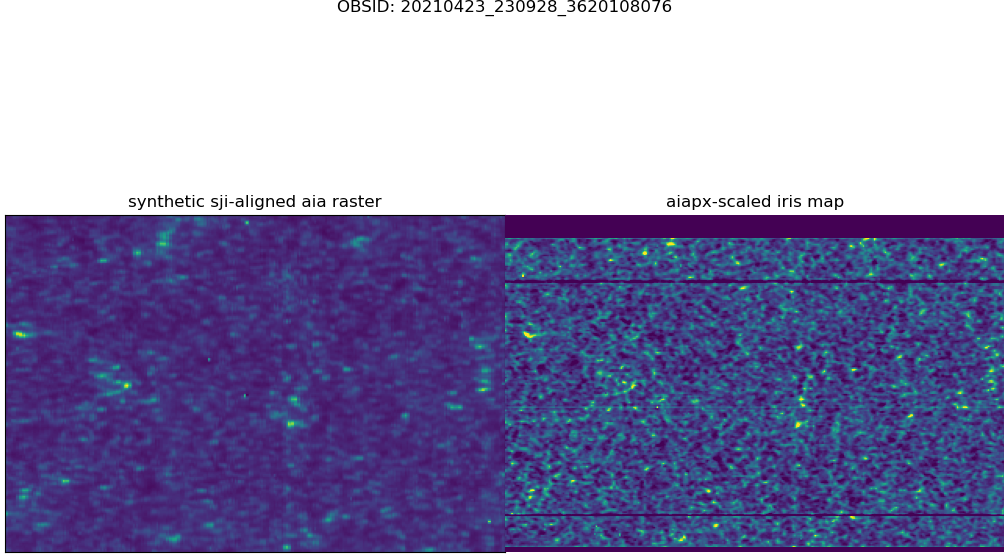 OBSID: 20210423_230928_3620108076
synthetic sji-aligned aia raster
aiapx-scaled iris map